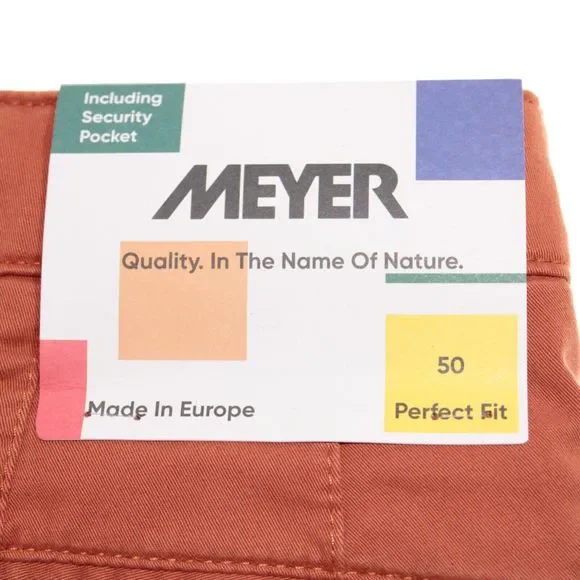 Including
Security
Pocket
MEYER
Quality. In The Name Of Nature.
50
Made In Europe
Perfect Fit